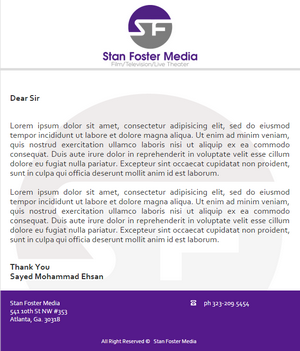 SF
Stan Foster Media
Film/Television/Live Theater
Dear Sir
Lorem ipsum dolor sit amet, consectetur adipisicing elit, sed do eiusmod
tempor incididunt ut labore et dolore magna aliqua. Ut enim ad minim veniam,
quis nostrud exercitation ullamco laboris nisi ut aliquip ex ea commodo
consequat. Duis aute irure dolor in reprehenderit in voluptate velit esse cillum
dolore eu fugiat nulla pariatur. Excepteur sint occaecat cupidatat non proident,
sunt in culpa qui officia deserunt mollit anim id est laborum.
Lorem ipsum dolor sit amet, consectetur adipisicing elit, sed do eiusmod
tempor incididunt ut labore et dolore magna aliqua. Ut enim ad minim veniam,
quis nostrud exercitation ullamco laboris nisi ut aliquip ex ea commodo
consequat. Duis aute irure dolor in reprehenderit in voluptate velit esse cillum
dolore eu fugiat nulla pariatur. Excepteur sint occaecat cupidatat non proident,
sunt in culpa qui officia deserunt mollit anim id est laborum.
Thank You
Sayed Mohammad Ehsan
Stan Foster Media
541 10th St NW #353
Atlanta, Ga. 30318
ph 323-209.5454
All Right Reserved © Stan Foster Media